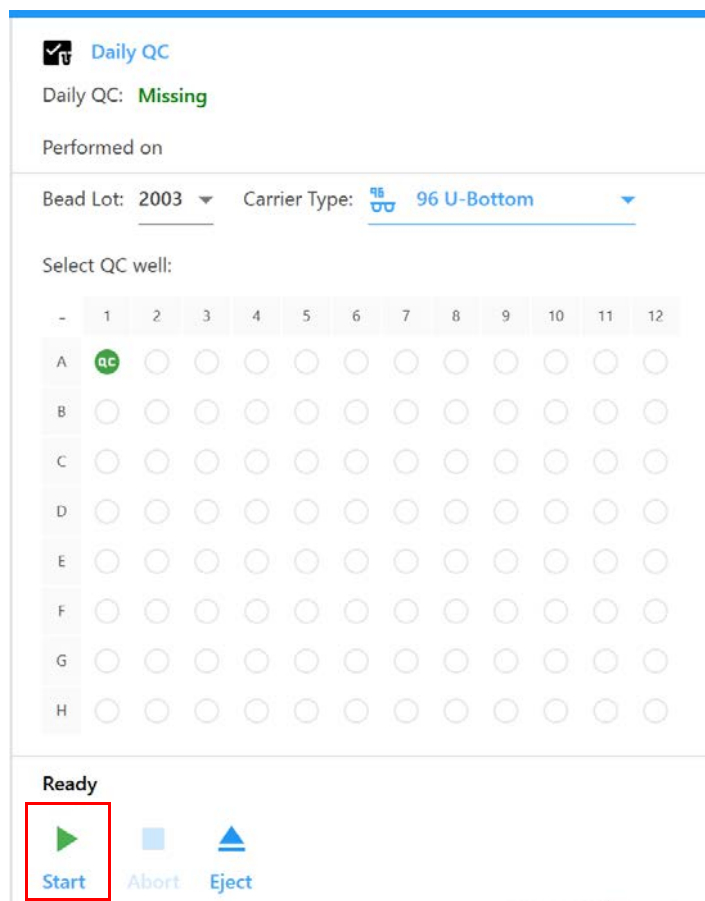 Daily QC
Daily QC: Missing
Performed on
Bead Lot: 2003 Carrier Type: 96 96 U-Bottom
Select QC well:
- 1 2 3 4 5 6 7 8 9 10 11 12
A QC
B
C
D
E
F
G
H
Ready
Start Abort Eject